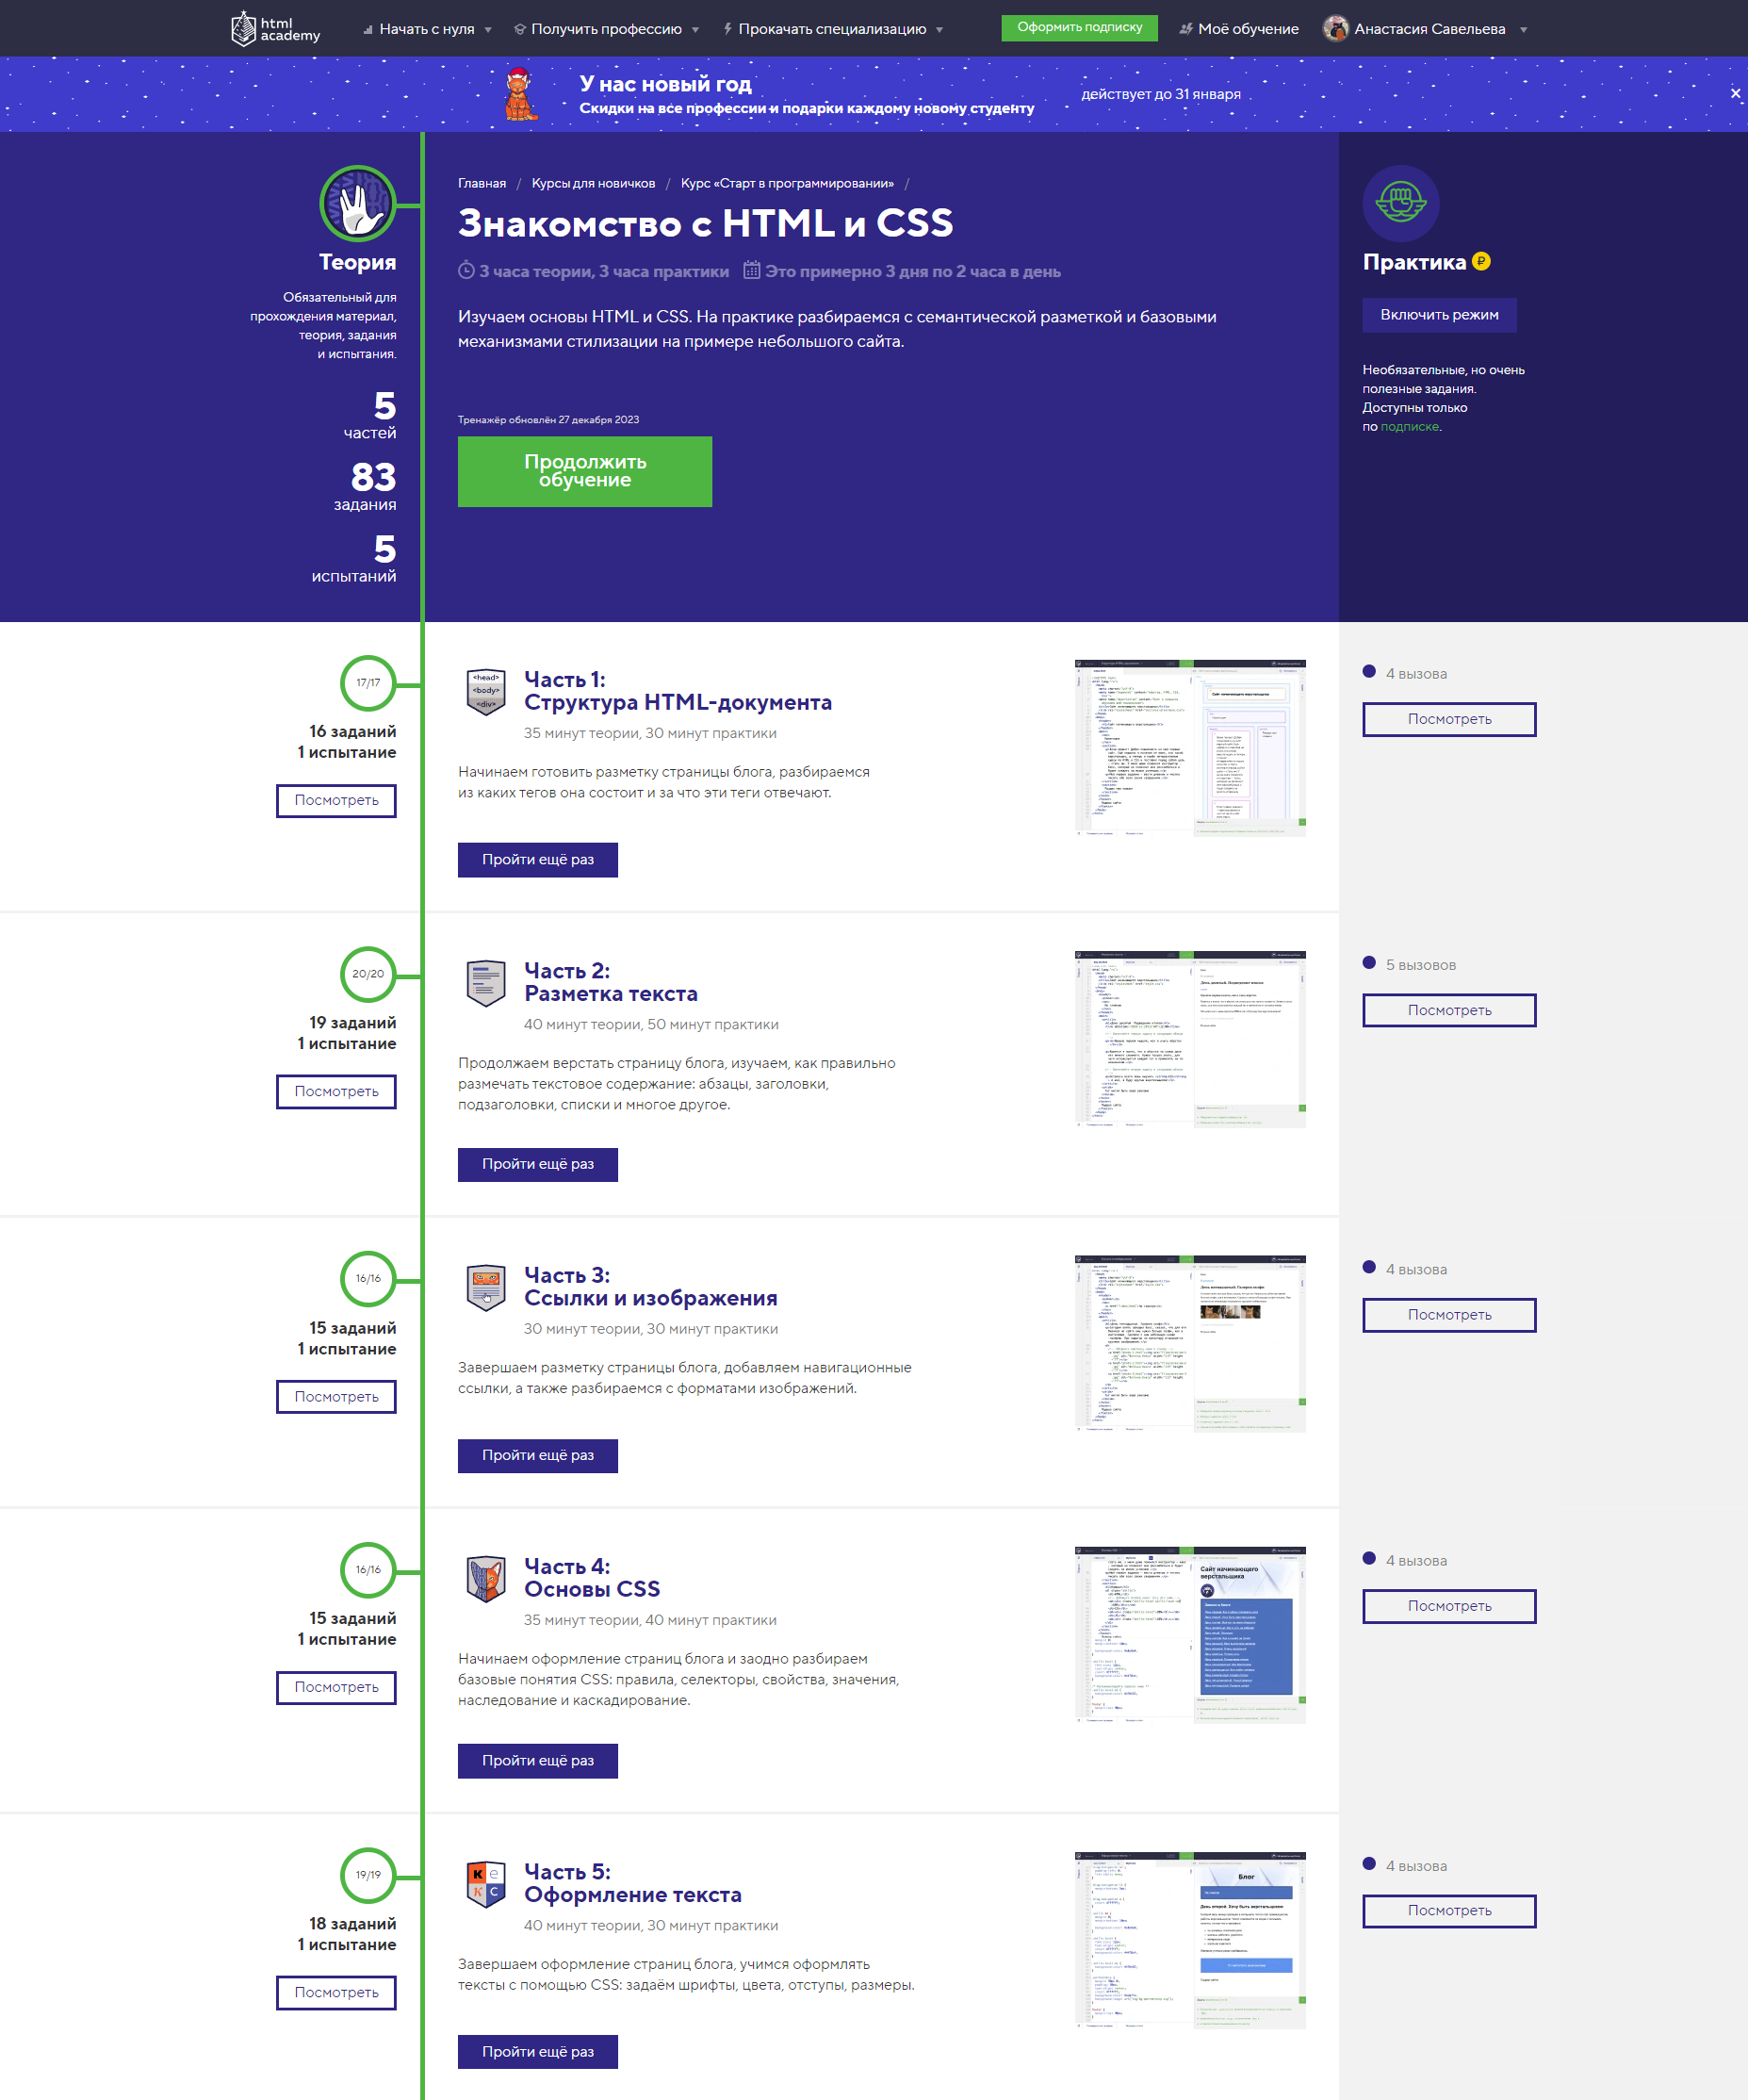 html
academy
Начать с нуля
Получить профессию
Прокачать специализацию
Оформить подписку
Моё обучение
Анастасия Савельева
У нас новый год
Скидки на все профессии и подарки каждому новому студенту
действует до 31 января
Теория
Обязательный для
прохождения материал,
теория, задания
и испытания.
5
частей
83
задания
5
испытаний
Главная / Курсы для новичков / Курс «Старт в программировании» /
Знакомство с HTML и CSS
3 часа теории, 3 часа практики Это примерно 3 дня по 2 часа в день
Изучаем основы HTML и CSS. На практике разбираемся с семантической разметкой и базовыми
механизмами стилизации на примере небольшого сайта.
Тренажёр обновлён 27 декабря 2023
Продолжить
обучение
Практика ₽
Включить режим
Необязательные, но очень
полезные задания.
Доступны только
по подписке.
17/17
16 заданий
1 испытание
Посмотреть
<head>
<body>
<div>
Часть 1:
Структура HTML-документа
35 минут теории, 30 минут практики
Начинаем готовить разметку страницы блога, разбираемся
из каких тегов она состоит и за что эти теги отвечают.
Пройти ещё раз
4 вызова
Посмотреть
20/20
19 заданий
1 испытание
Посмотреть
Часть 2:
Разметка текста
40 минут теории, 50 минут практики
Продолжаем верстать страницу блога, изучаем, как правильно
размечать текстовое содержание: абзацы, заголовки,
подзаголовки, списки и многое другое.
Пройти ещё раз
5 вызовов
Посмотреть
16/16
15 заданий
1 испытание
Посмотреть
Часть 3:
Ссылки и изображения
30 минут теории, 30 минут практики
Завершаем разметку страницы блога, добавляем навигационные
ссылки, а также разбираемся с форматами изображений.
Пройти ещё раз
4 вызова
Посмотреть
16/16
15 заданий
1 испытание
Посмотреть
Часть 4:
Основы CSS
35 минут теории, 40 минут практики
Начинаем оформление страниц блога и заодно разбираем
базовые понятия CSS: правила, селекторы, свойства, значения,
наследование и каскадирование.
Пройти ещё раз
Сайт начинающего
верстальщика
4 вызова
Посмотреть
19/19
18 заданий
1 испытание
Посмотреть
К е
К С
Часть 5:
Оформление текста
40 минут теории, 30 минут практики
Завершаем оформление страниц блога, учимся оформлять
тексты с помощью CSS: задаём шрифты, цвета, отступы, размеры.
Пройти ещё раз
Блог
День второй. Хочу быть верстальщиком
4 вызова
Посмотреть